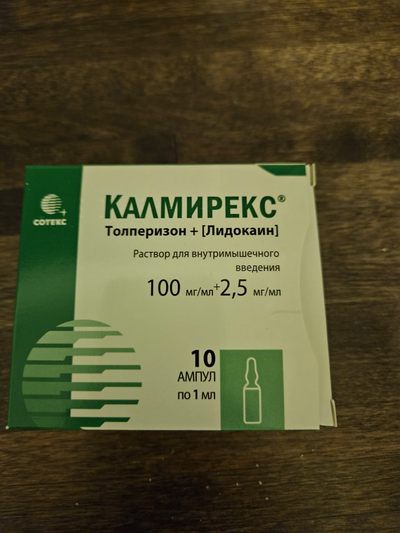 СОТЕКС
КАЛМИРЕКС®
Толперизон + [Лидокаин]
Раствор для внутримышечного
введения
100 мг/мл+2,5 мг/мл
10
АМПУЛ
по 1 мл